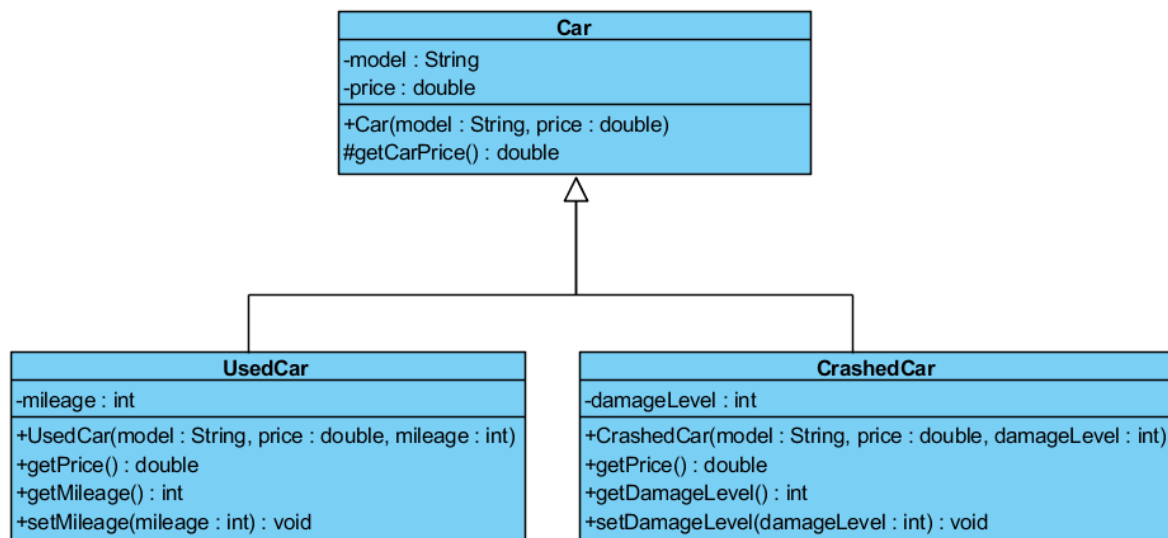 Car
-model : String
-price : double
+Car(model : String, price : double)
#getCarPrice() : double
UsedCar
-mileage : int
+UsedCar(model : String, price : double, mileage : int)
+getPrice() : double
+getMileage() : int
+setMileage(mileage : int) : void
CrashedCar
-damageLevel : int
+CrashedCar(model : String, price : double, damageLevel : int)
+getPrice() : double
+getDamageLevel() : int
+setDamageLevel(damageLevel : int) : void